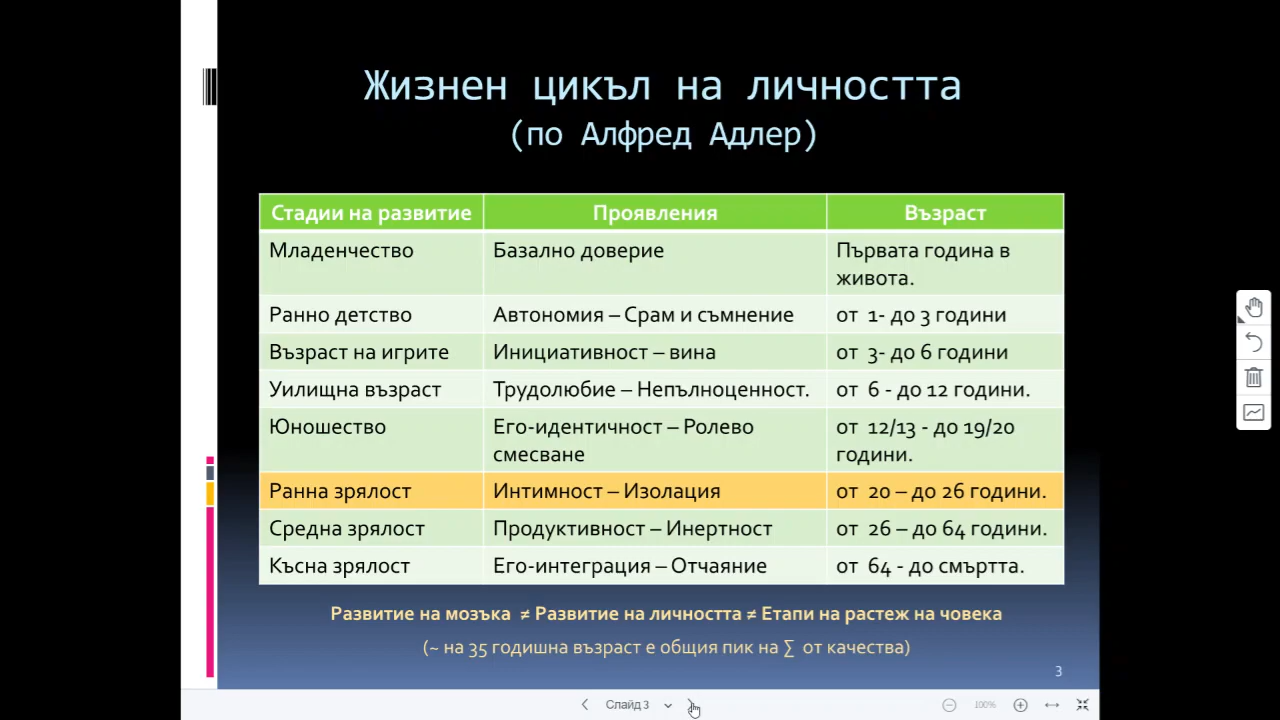 Жизнен цикъл на личността
(по Алфред Адлер)
Стадии на развитие Проявления Възраст
Младенчество Базално доверие Първата година в
живота.
Ранно детство Автономия – Срам и съмнение от 1- до 3 години
Възраст на игрите Инициативност – вина от 3- до 6 години
Уилищна възраст Трудолюбие – Непълноценност. от 6 - до 12 години.
Юношество Его-идентичност – Ролево от 12/13 - до 19/20
смесване години.
Ранна зрялост Интимност – Изолация от 20 – до 26 години.
Средна зрялост Продуктивност – Инертност от 26 – до 64 години.
Късна зрялост Его-интеграция – Отчаяние от 64 - до смъртта.
Развитие на мозъка ≠ Развитие на личността ≠ Етапи на растеж на човека
(~ на 35 годишна възраст е общия пик на ∑ от качества)
3
Слайд 3 100%